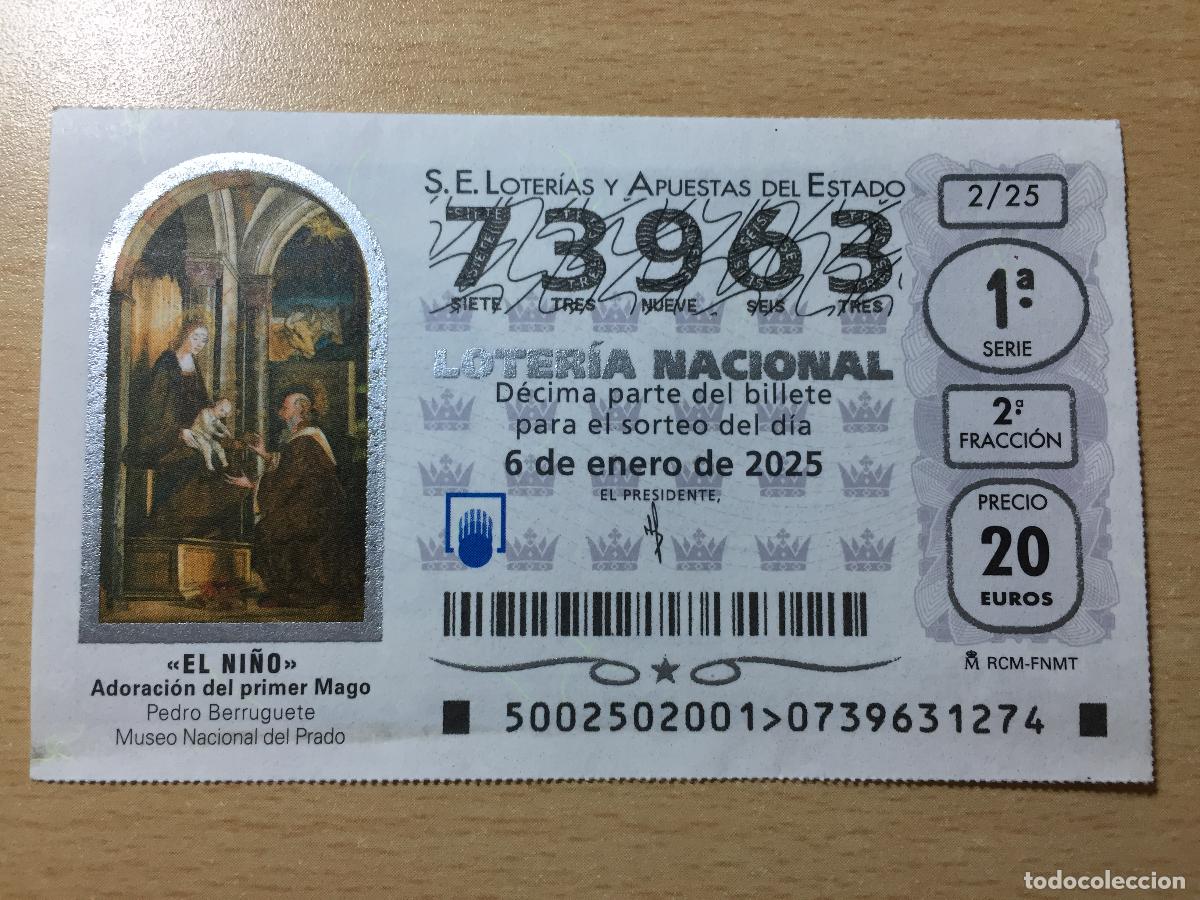 S.E. LOTERÍAS Y APUESTAS DEL ESTADO
73963
SIETE TRES NUEVE SEIS TRES
LOTERÍA NACIONAL
Décima parte del billete
para el sorteo del día
6 de enero de 2025
EL PRESIDENTE,
2/25
1.ª
SERIE
2.ª
FRACCIÓN
PRECIO
20
EUROS
RCM-FNMT
«EL NIÑO»
Adoración del primer Mago
Pedro Berruguete
Museo Nacional del Prado
5002502001>0739631274
todocoleccion